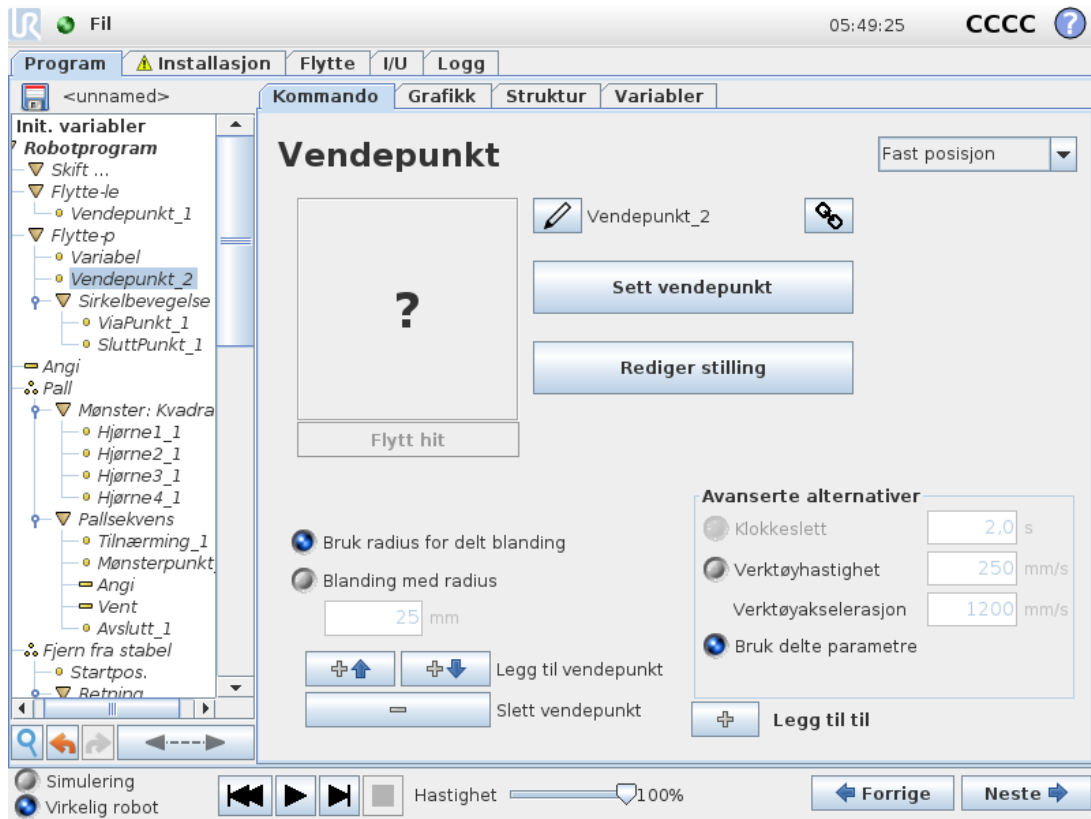 Fil
05:49:25
CCCC
?
Program
Installasjon
Flytte
I/U
Logg
<unnamed>
Kommando
Grafikk
Struktur
Variabler
Init. variabler
Robotprogram
Skift ...
Flytte-le
Vendepunkt_1
Flytte-p
Variabel
Vendepunkt_2
Sirkelbevegelse
ViaPunkt_1
SluttPunkt_1
Angi
Pall
Mønster: Kvadra
Hjørne1_1
Hjørne2_1
Hjørne3_1
Hjørne4_1
Pallsekvens
Tilnærming_1
Mønsterpunkt_
Angi
Vent
Avslutt_1
Fjern fra stabel
Startpos.
Retning
Vendepunkt
Fast posisjon
?
Flytt hit
Vendepunkt_2
Sett vendepunkt
Rediger stilling
Bruk radius for delt blanding
Blanding med radius
25 mm
Legg til vendepunkt
Slett vendepunkt
Avanserte alternativer
Klokkeslett 2,0 s
Verktøyhastighet 250 mm/s
Verktøyakselerasjon 1200 mm/s
Bruk delte parametre
Legg til til
Simulering
Virkelig robot
Hastighet 100%
Forrige
Neste